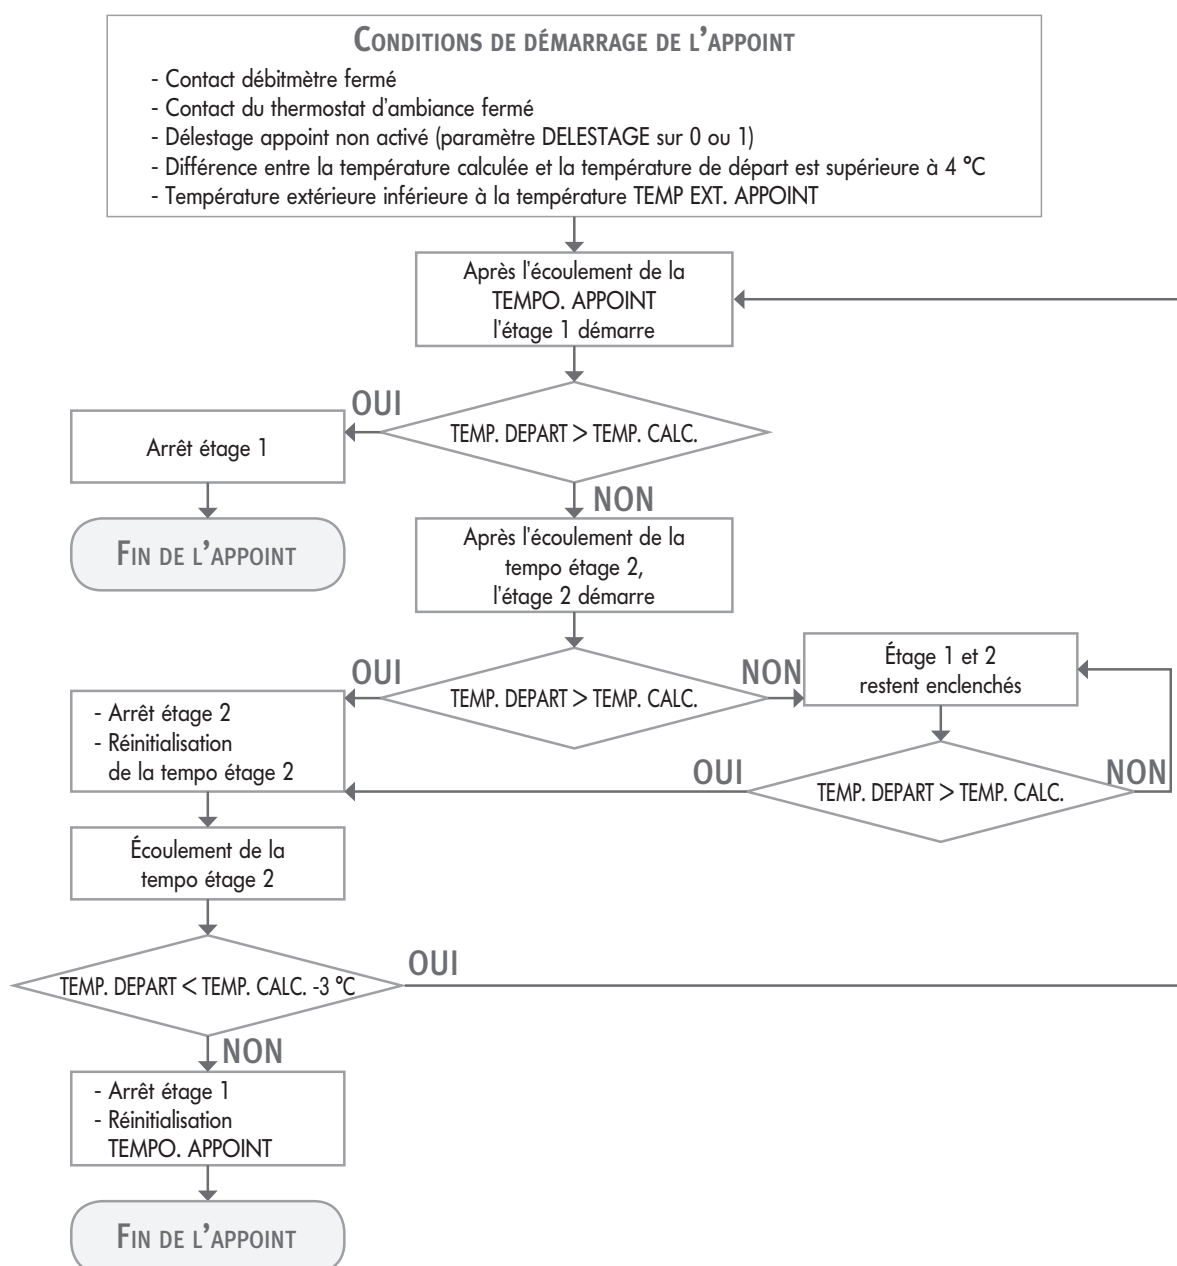 CONDITIONS DE DÉMARRAGE DE L'APPOINT
- Contact débitmètre fermé
- Contact du thermostat d'ambiance fermé
- Délestage appoint non activé (paramètre DELESTAGE sur 0 ou 1)
- Différence entre la température calculée et la température de départ est supérieure à 4 °C
- Température extérieure inférieure à la température TEMP EXT. APPOINT
Après l'écoulement de la
TEMPO. APPOINT
l'étage 1 démarre
OUI
TEMP. DEPART > TEMP. CALC.
Arrêt étage 1
NON
FIN DE L'APPOINT
Après l'écoulement de la
tempo étage 2,
l'étage 2 démarre
OUI
TEMP. DEPART > TEMP. CALC.
NON
Étage 1 et 2
restent enclenchés
- Arrêt étage 2
- Réinitialisation
de la tempo étage 2
OUI
TEMP. DEPART > TEMP. CALC.
NON
Écoulement de la
tempo étage 2
TEMP. DEPART < TEMP. CALC. -3 °C
OUI
NON
- Arrêt étage 1
- Réinitialisation
TEMPO. APPOINT
FIN DE L'APPOINT